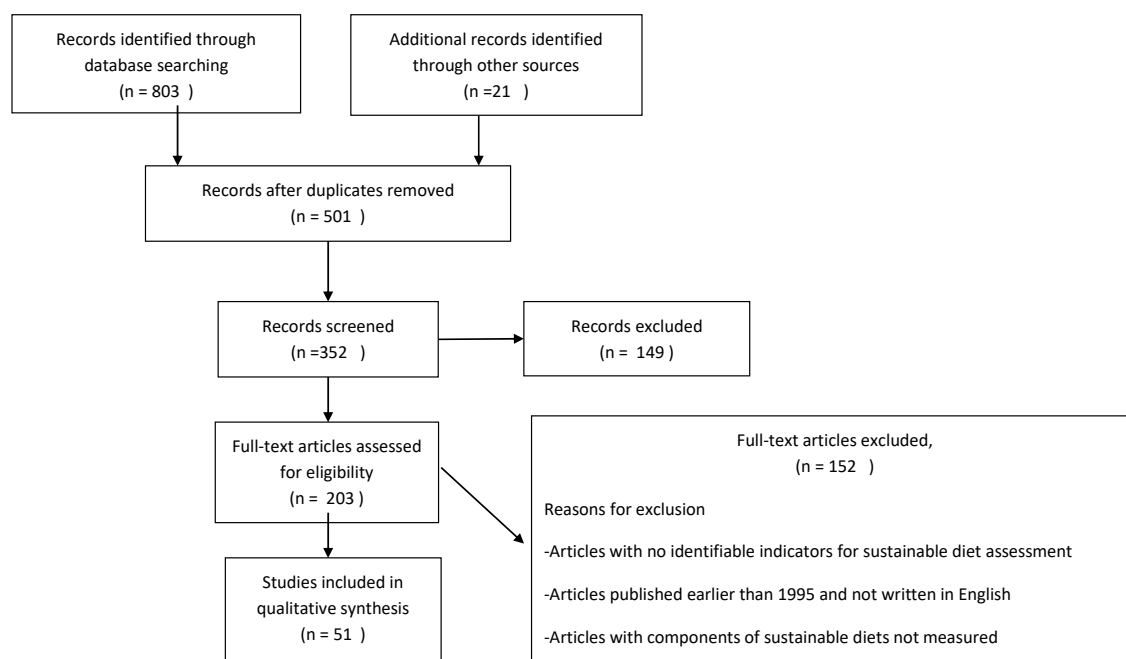 Records identified through
database searching
(n = 803)
Additional records identified
through other sources
(n =21 )
Records after duplicates removed
(n = 501 )
Records screened
(n =352 )
Records excluded
(n = 149 )
Full-text articles assessed
for eligibility
(n = 203)
Full-text articles excluded,
(n = 152 )
Reasons for exclusion
-Articles with no identifiable indicators for sustainable diet assessment
-Articles published earlier than 1995 and not written in English
-Articles with components of sustainable diets not measured
Studies included in
qualitative synthesis
(n = 51 )